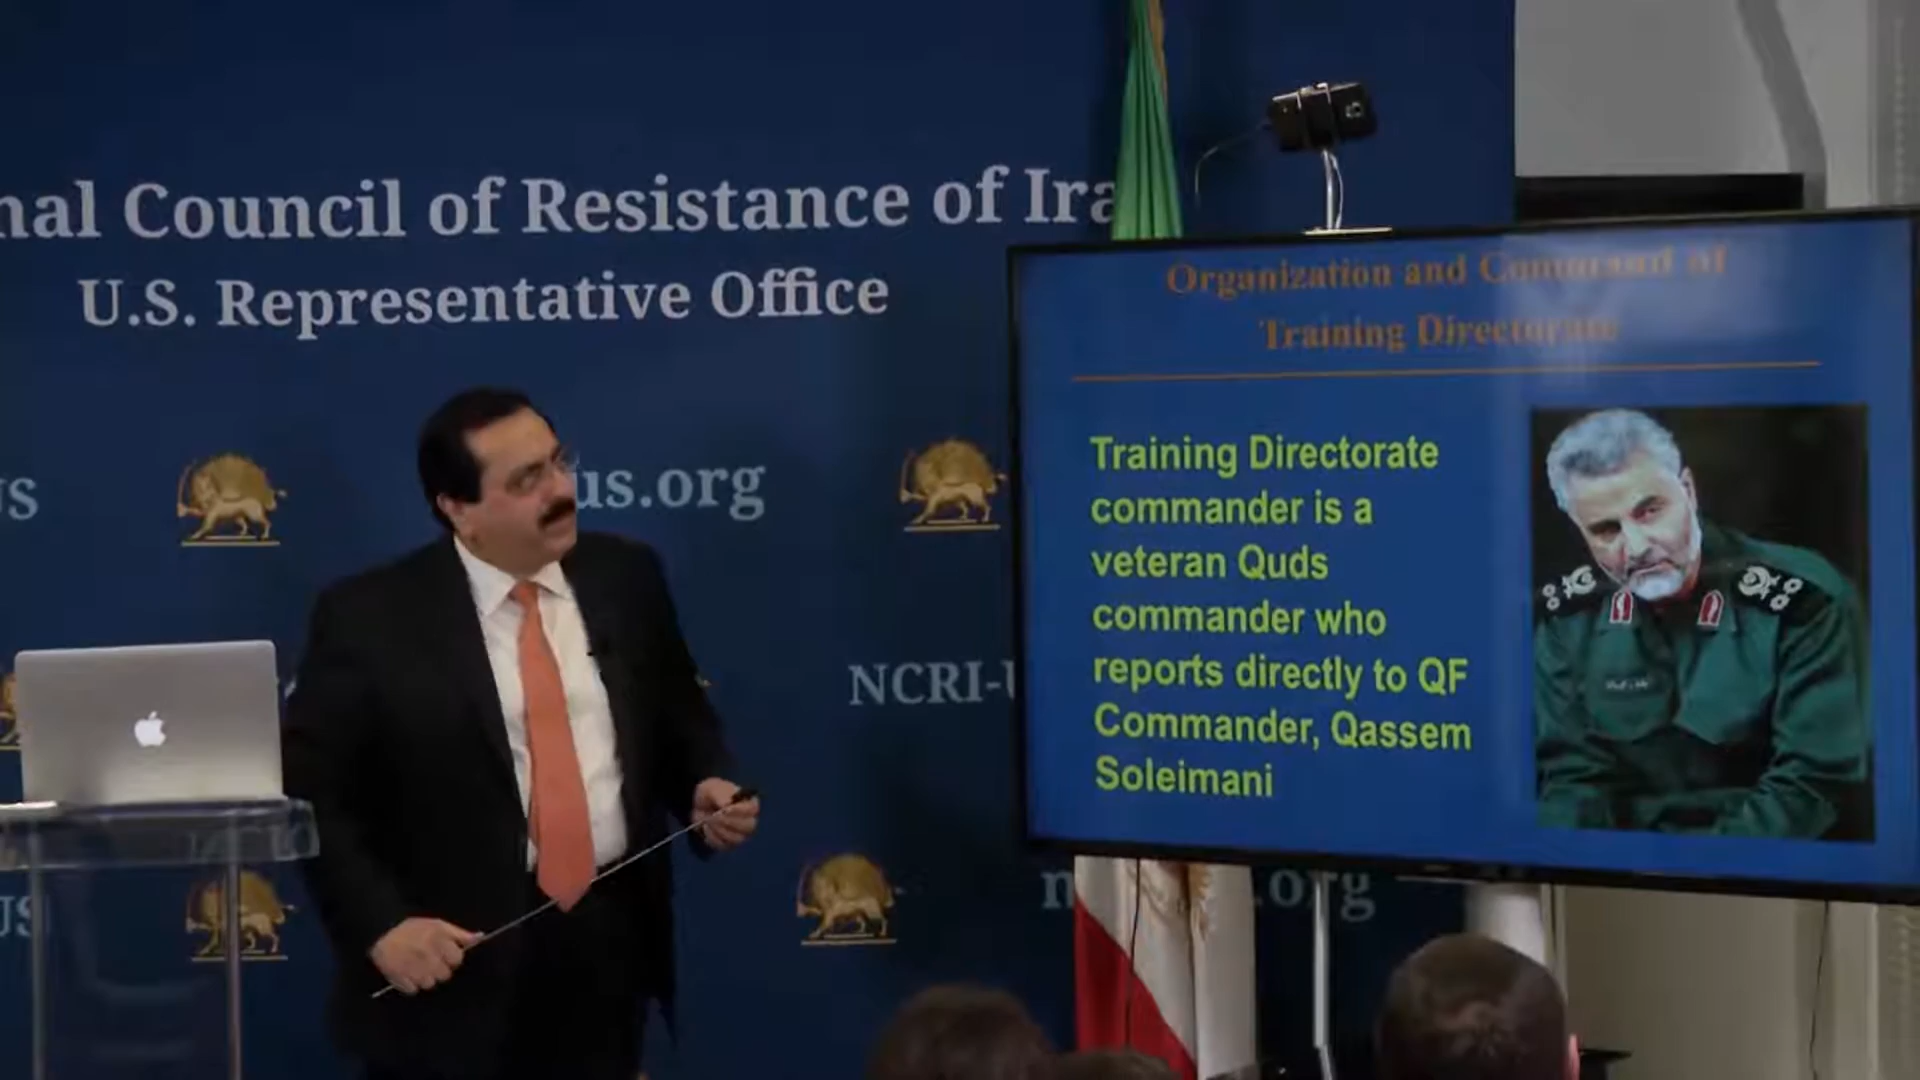 nal Council of Resistance of Ira
U.S. Representative Office
us.org
US
NCRI-U
US
Organization and Command of
Training Directorate
Training Directorate
commander is a
veteran Quds
commander who
reports directly to QF
Commander, Qassem
Soleimani